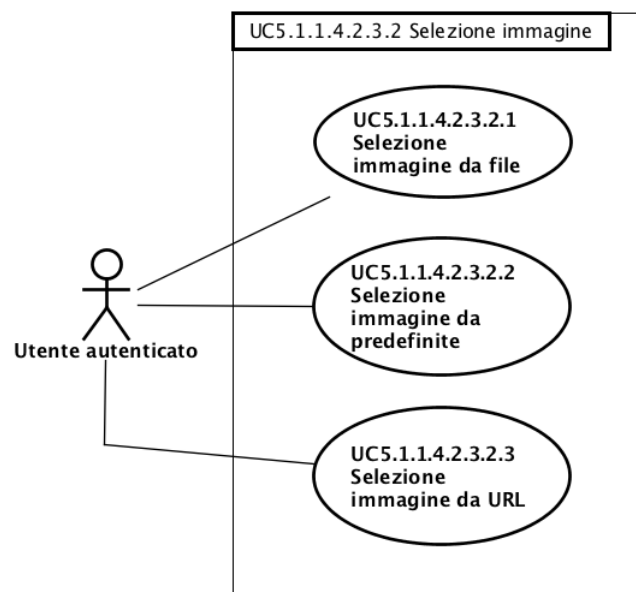 UC5.1.1.4.2.3.2 Selezione immagine
UC5.1.1.4.2.3.2.1
Selezione
immagine da file
UC5.1.1.4.2.3.2.2
Selezione
immagine da
predefinite
Utente autenticato
UC5.1.1.4.2.3.2.3
Selezione
immagine da URL